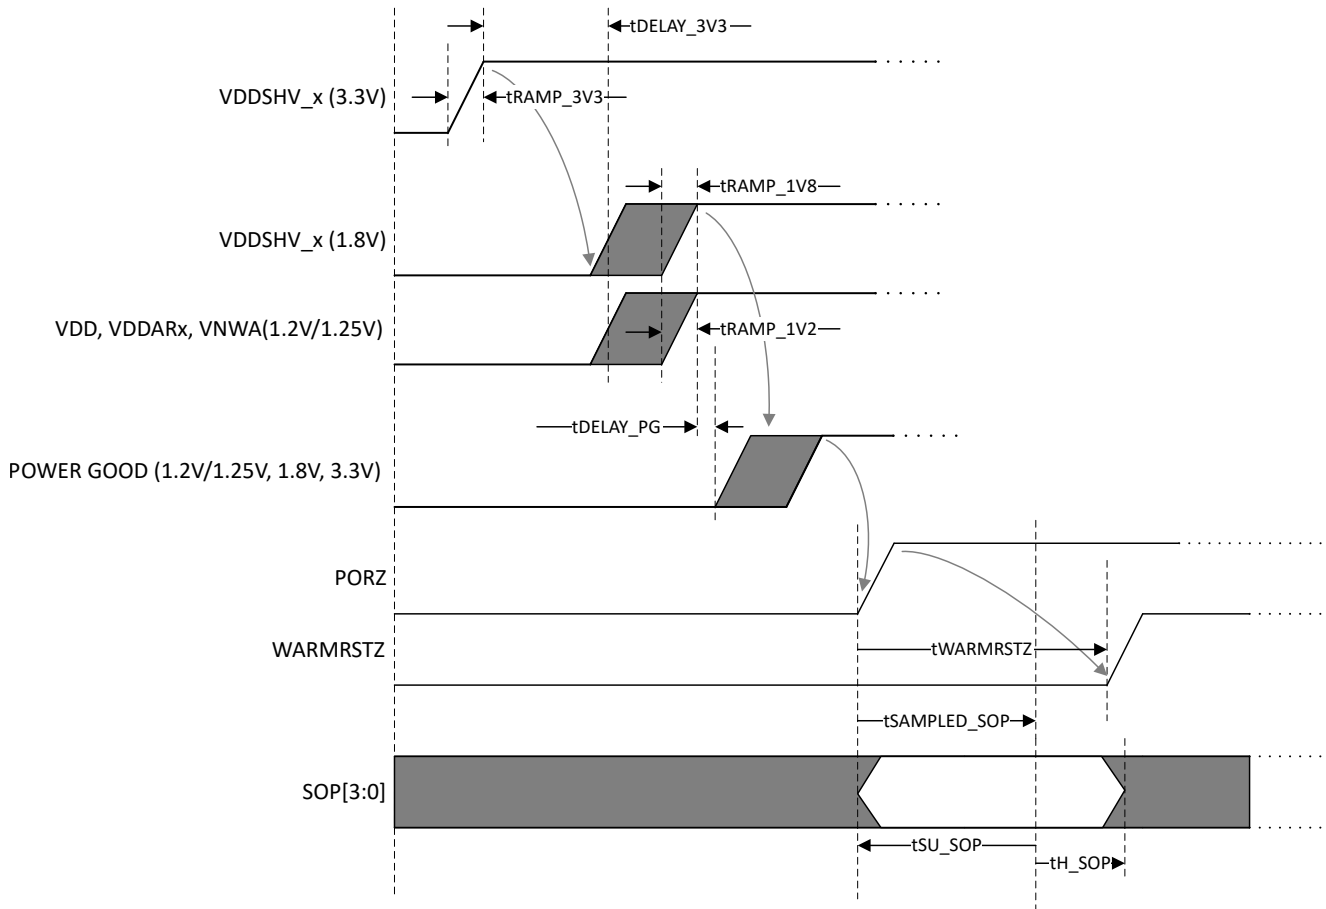 tDELAY_3V3
VDDSHV_x (3.3V)
tRAMP_3V3
tRAMP_1V8
VDDSHV_x (1.8V)
VDD, VDDARx, VNWA(1.2V/1.25V)
tRAMP_1V2
tDELAY_PG
POWER GOOD (1.2V/1.25V, 1.8V, 3.3V)
PORZ
WARMRSTZ
tWARMRSTZ
tSAMPLED_SOP
SOP[3:0]
tSU_SOP
tH_SOP